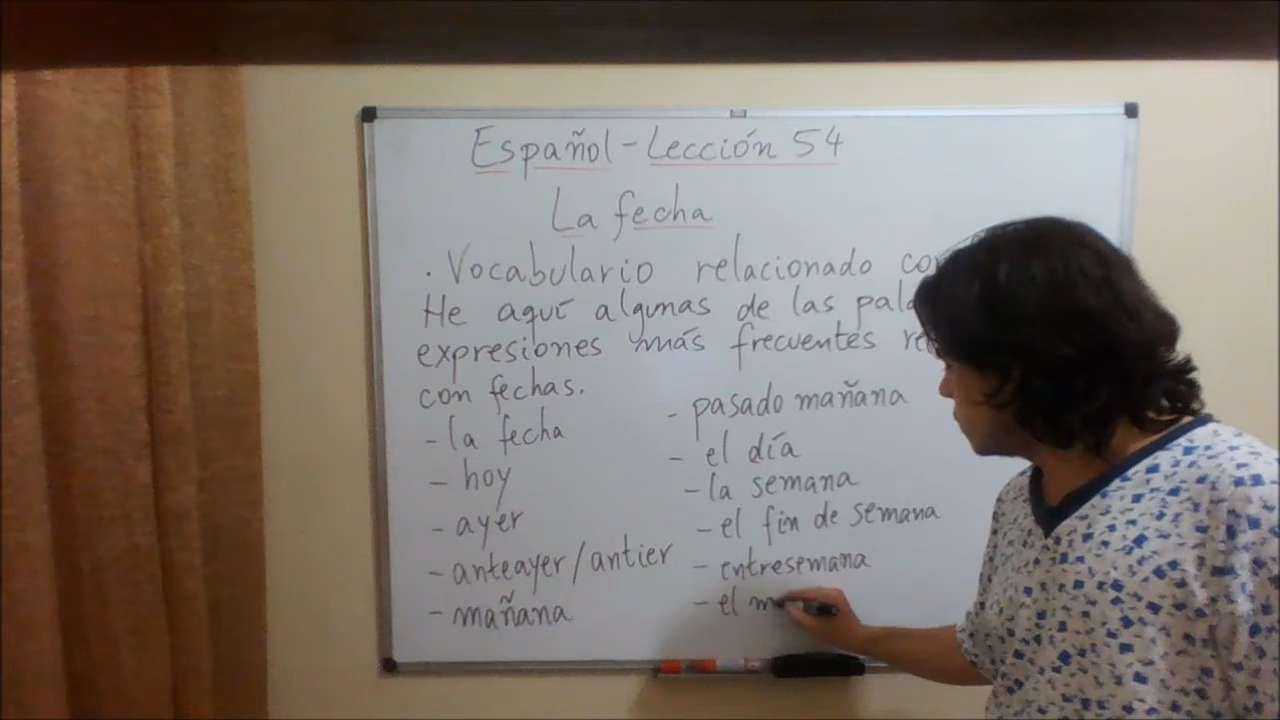 Español - Lección 54
La fecha
. Vocabulario relacionado
He aquí algunas de las
expresiones más frecuentes
con fechas.
- la fecha
- hoy
- ayer
- anteayer/antier
- mañana
- pasado mañana
- el día
- la semana
- el fin de semana
- entresemana
- el